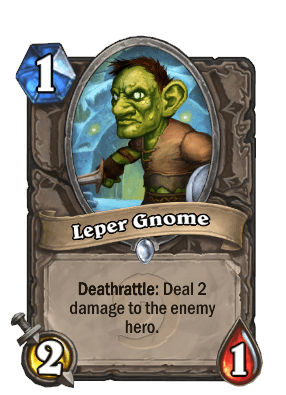 1
Leper Gnome
Deathrattle: Deal 2
damage to the enemy
hero.
2
1